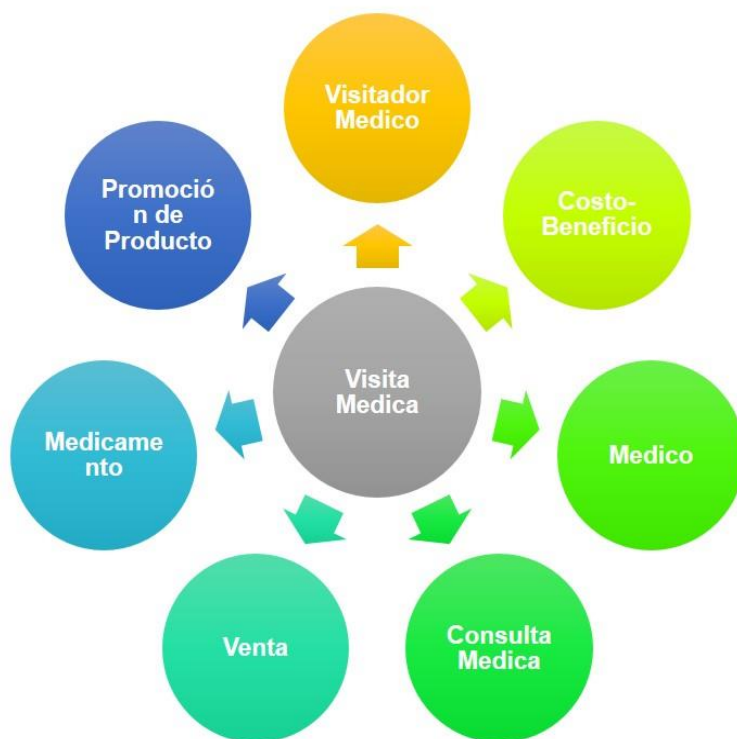 Visitador
Medico
Costo-
Beneficio
Medico
Consulta
Medica
Venta
Medicame
nto
Promoció
n de
Producto
Visita
Medica